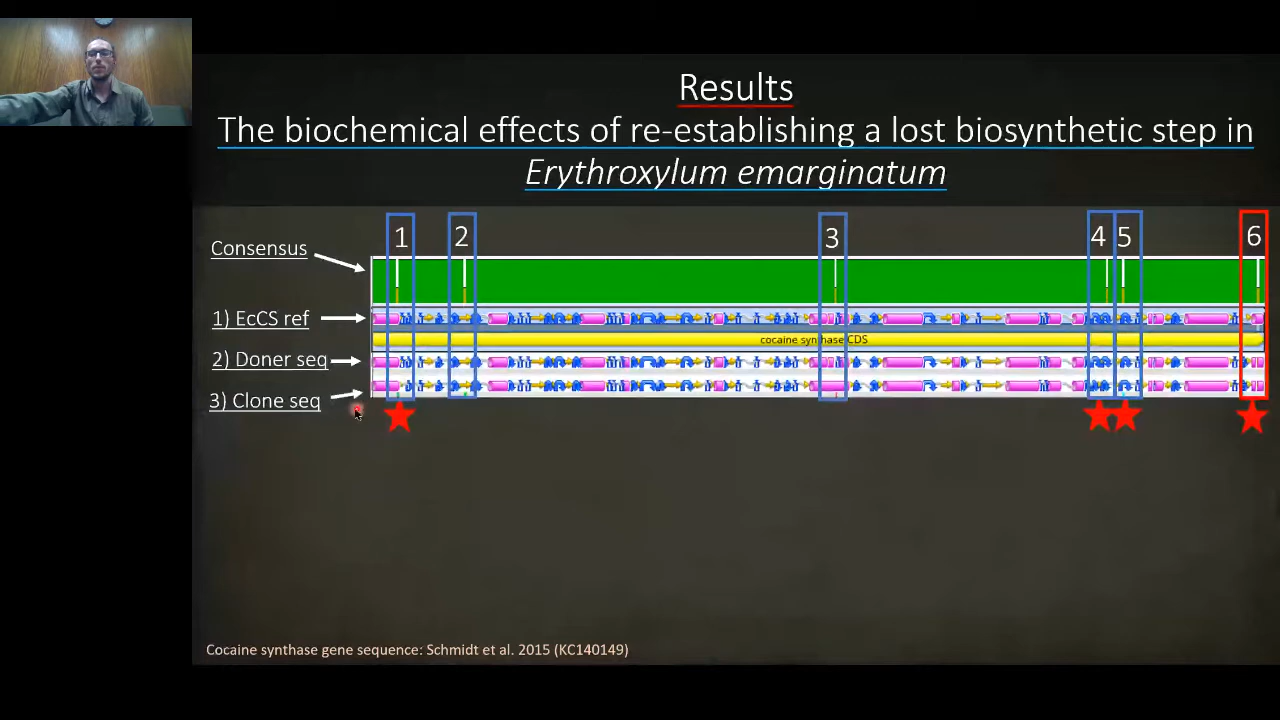 Results
The biochemical effects of re-establishing a lost biosynthetic step in
Erythroxylum emarginatum
1 2 3 4 5 6
Consensus
1) EcCS ref
cocaine synthase CDS
2) Doner seq
3) Clone seq
Cocaine synthase gene sequence: Schmidt et al. 2015 (KC140149)